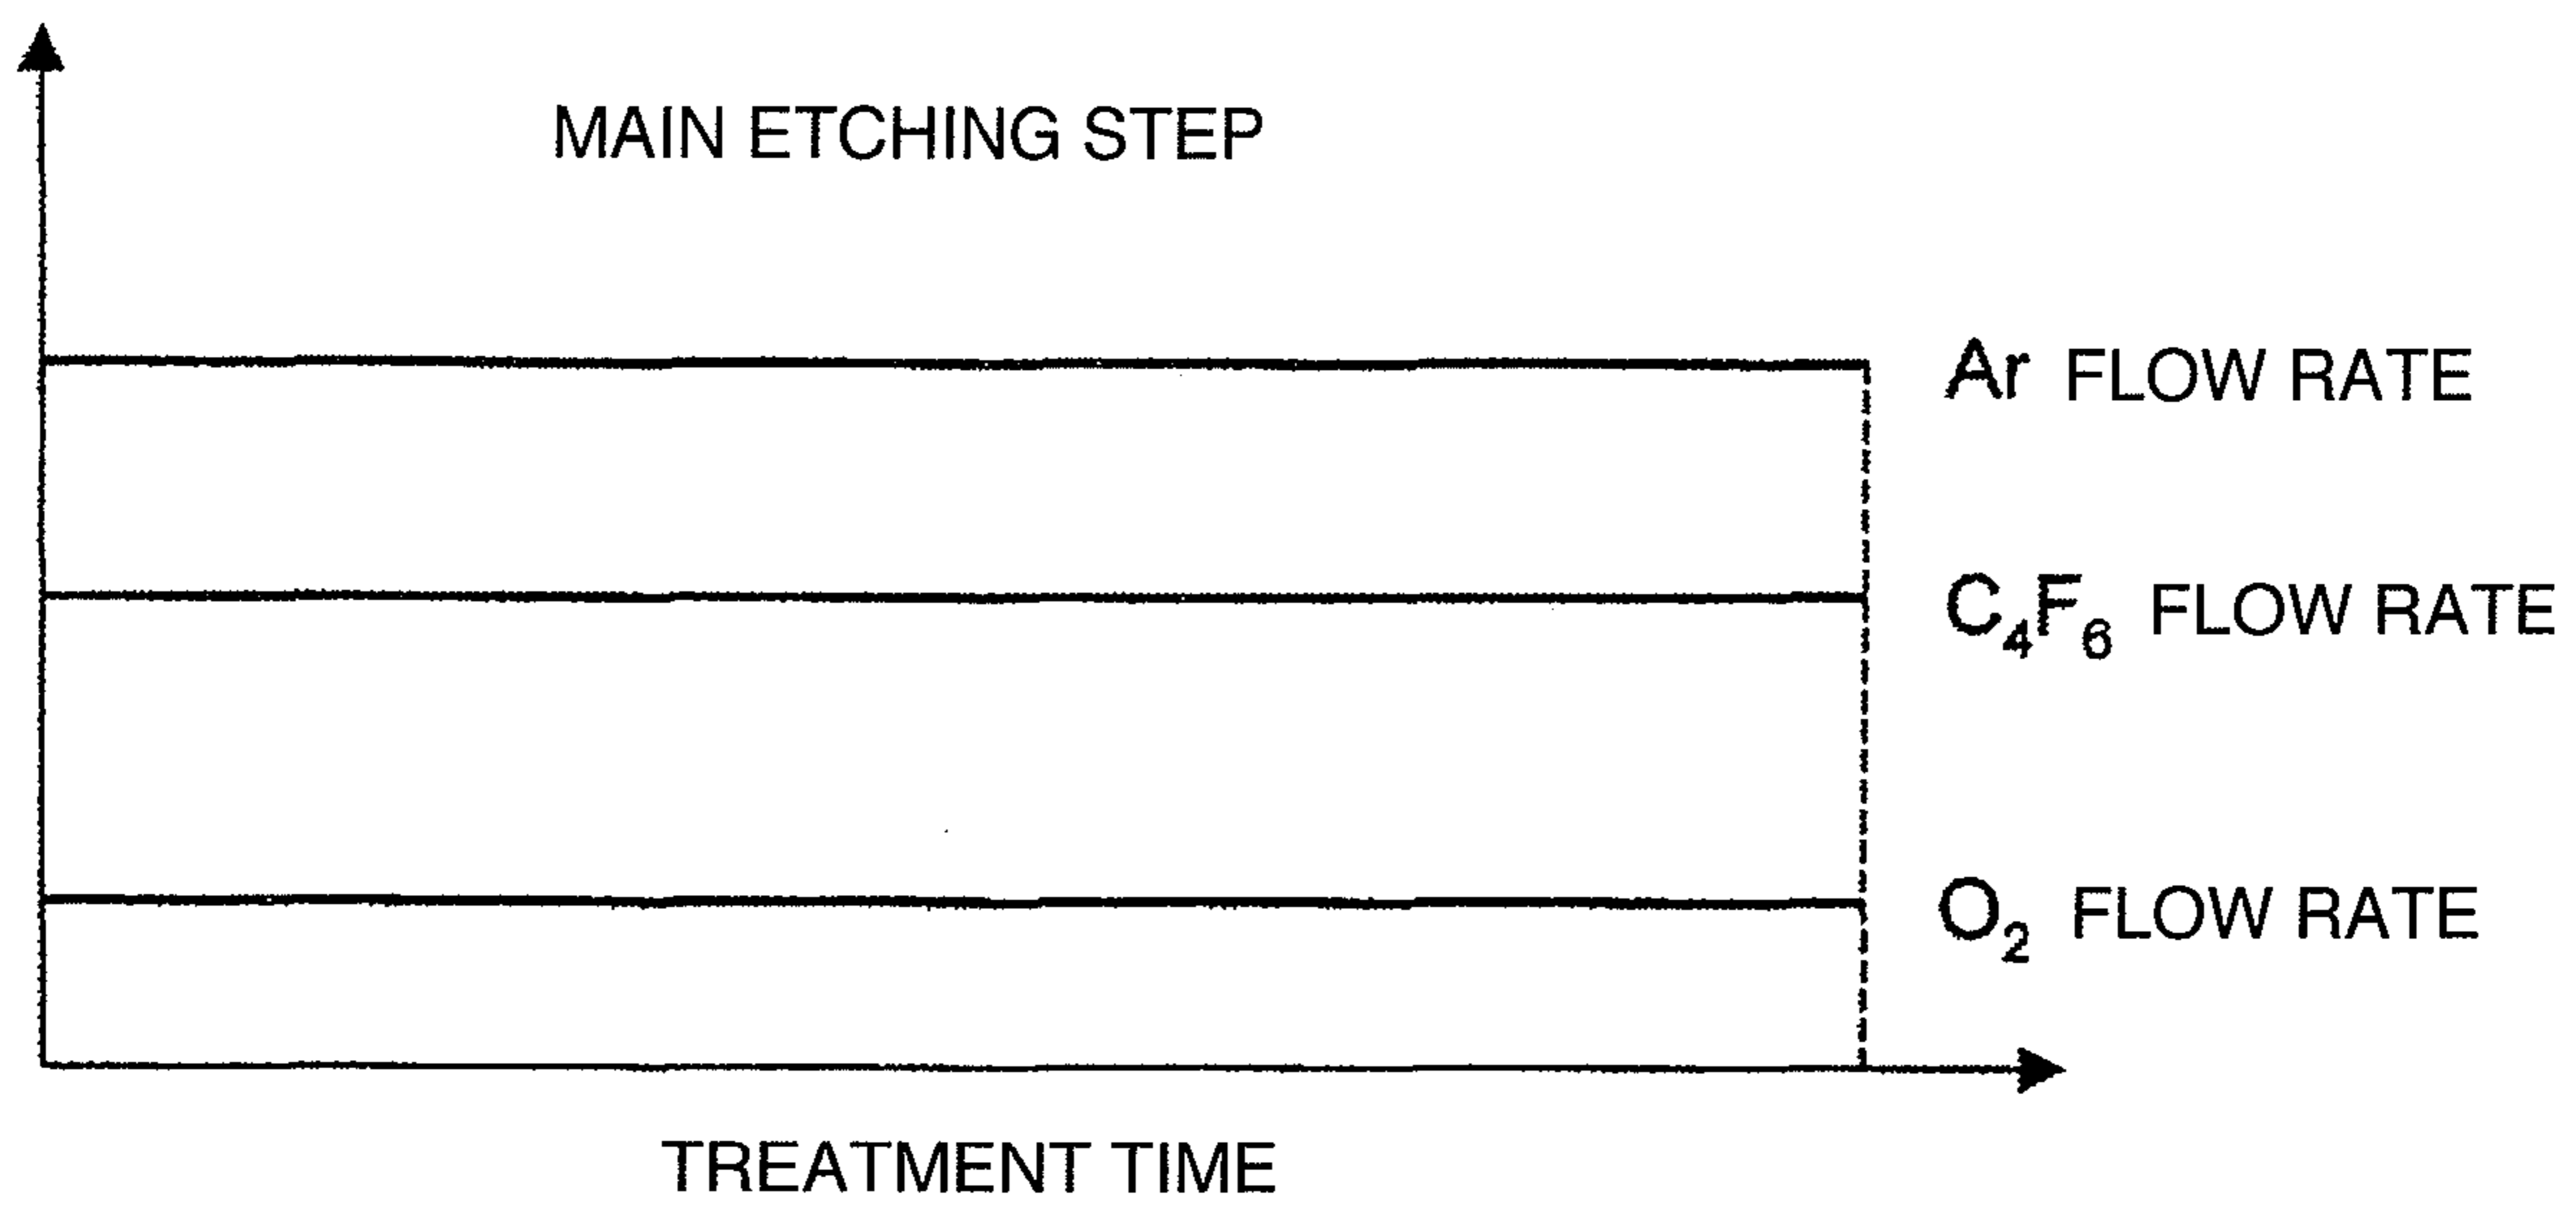 MAIN ETCHING STEP
Ar FLOW RATE
C₄F₆ FLOW RATE
O₂ FLOW RATE
TREATMENT TIME